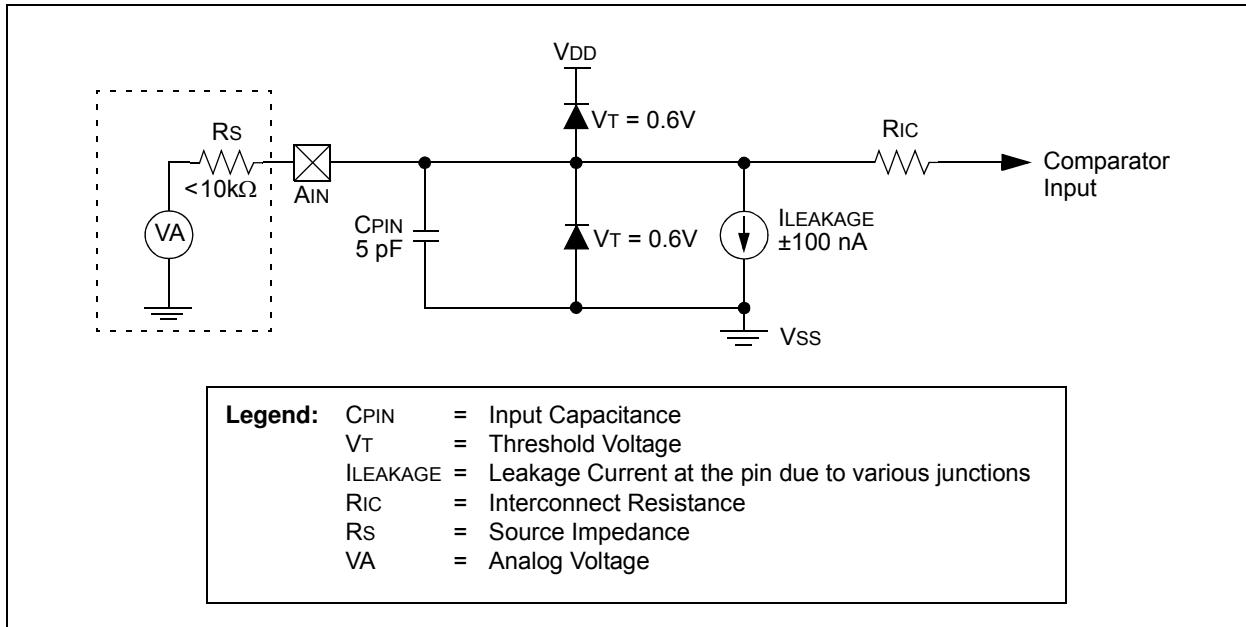 VDD
VT = 0.6V
RS
<10kΩ
AIN
VA
CPIN
5 pF
VT = 0.6V
ILEAKAGE
±100 nA
RIC
Comparator
Input
VSS
Legend: CPIN = Input Capacitance
VT = Threshold Voltage
ILEAKAGE = Leakage Current at the pin due to various junctions
RIC = Interconnect Resistance
RS = Source Impedance
VA = Analog Voltage